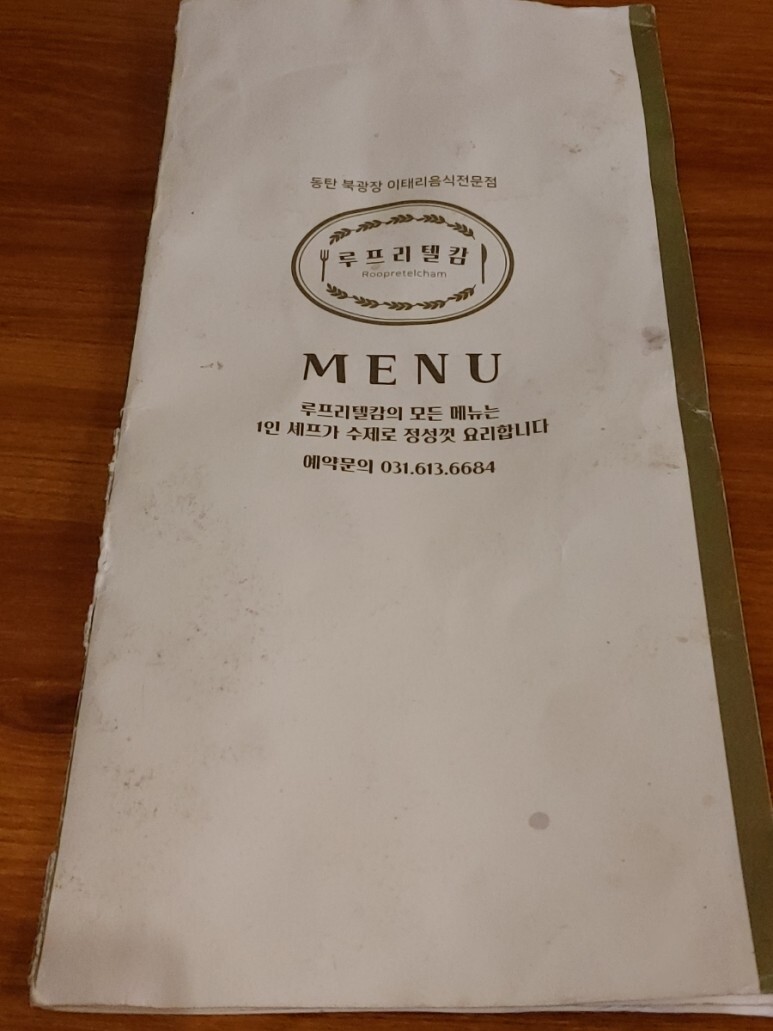 동탄 북광장 이태리음식전문점
루프리텔캄
Roopretelcham
MENU
루프리텔캄의 모든 메뉴는
1인 셰프가 수제로 정성껏 요리합니다
예약문의 031.613.6684